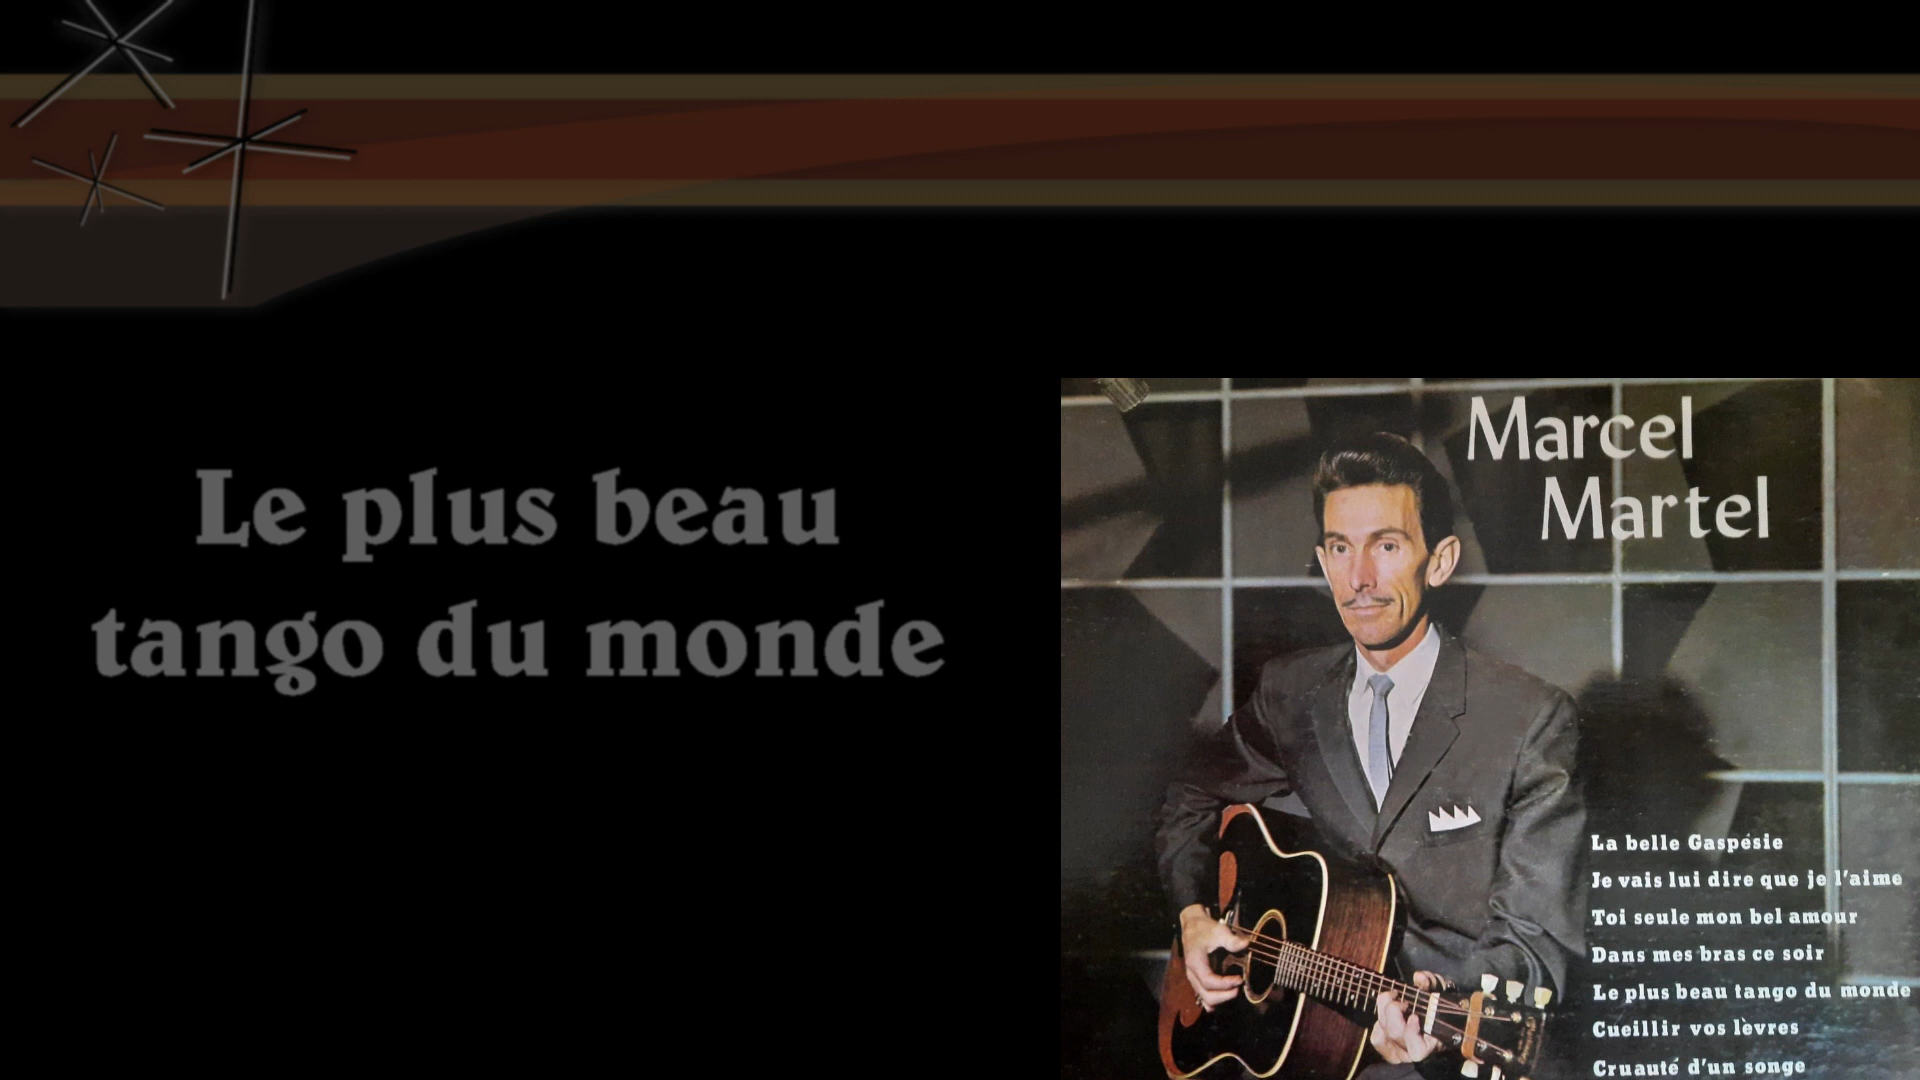 Le plus beau
tango du monde
Marcel
Martel
La belle Gaspésie
Je vais lui dire que je l'aime
Toi seule mon bel amour
Dans mes bras ce soir
Le plus beau tango du monde
Cueillir vos lèvres
Cruauté d'un songe